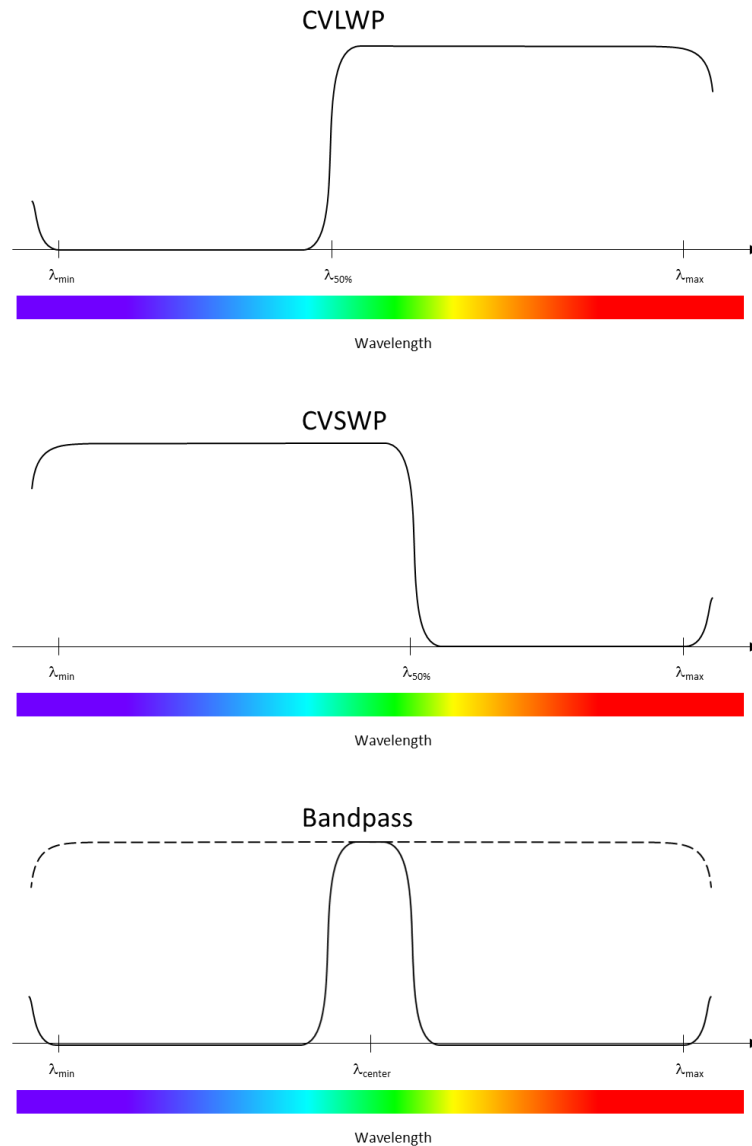 CVLWP
λmin λ50% λmax
Wavelength
CVSWP
λmin λ50% λmax
Wavelength
Bandpass
λmin λcenter λmax
Wavelength